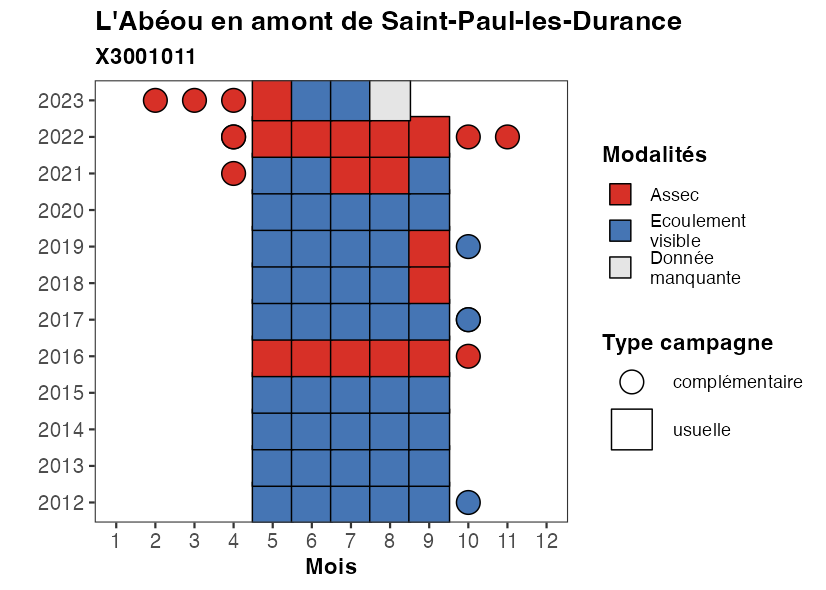 L'Abéou en amont de Saint-Paul-les-Durance
X3001011
2023
2022
2021
2020
2019
2018
2017
2016
2015
2014
2013
2012
1 2 3 4 5 6 7 8 9 10 11 12
Mois
Modalités
Assec
Ecoulement
visible
Donnée
manquante
Type campagne
complémentaire
usuelle